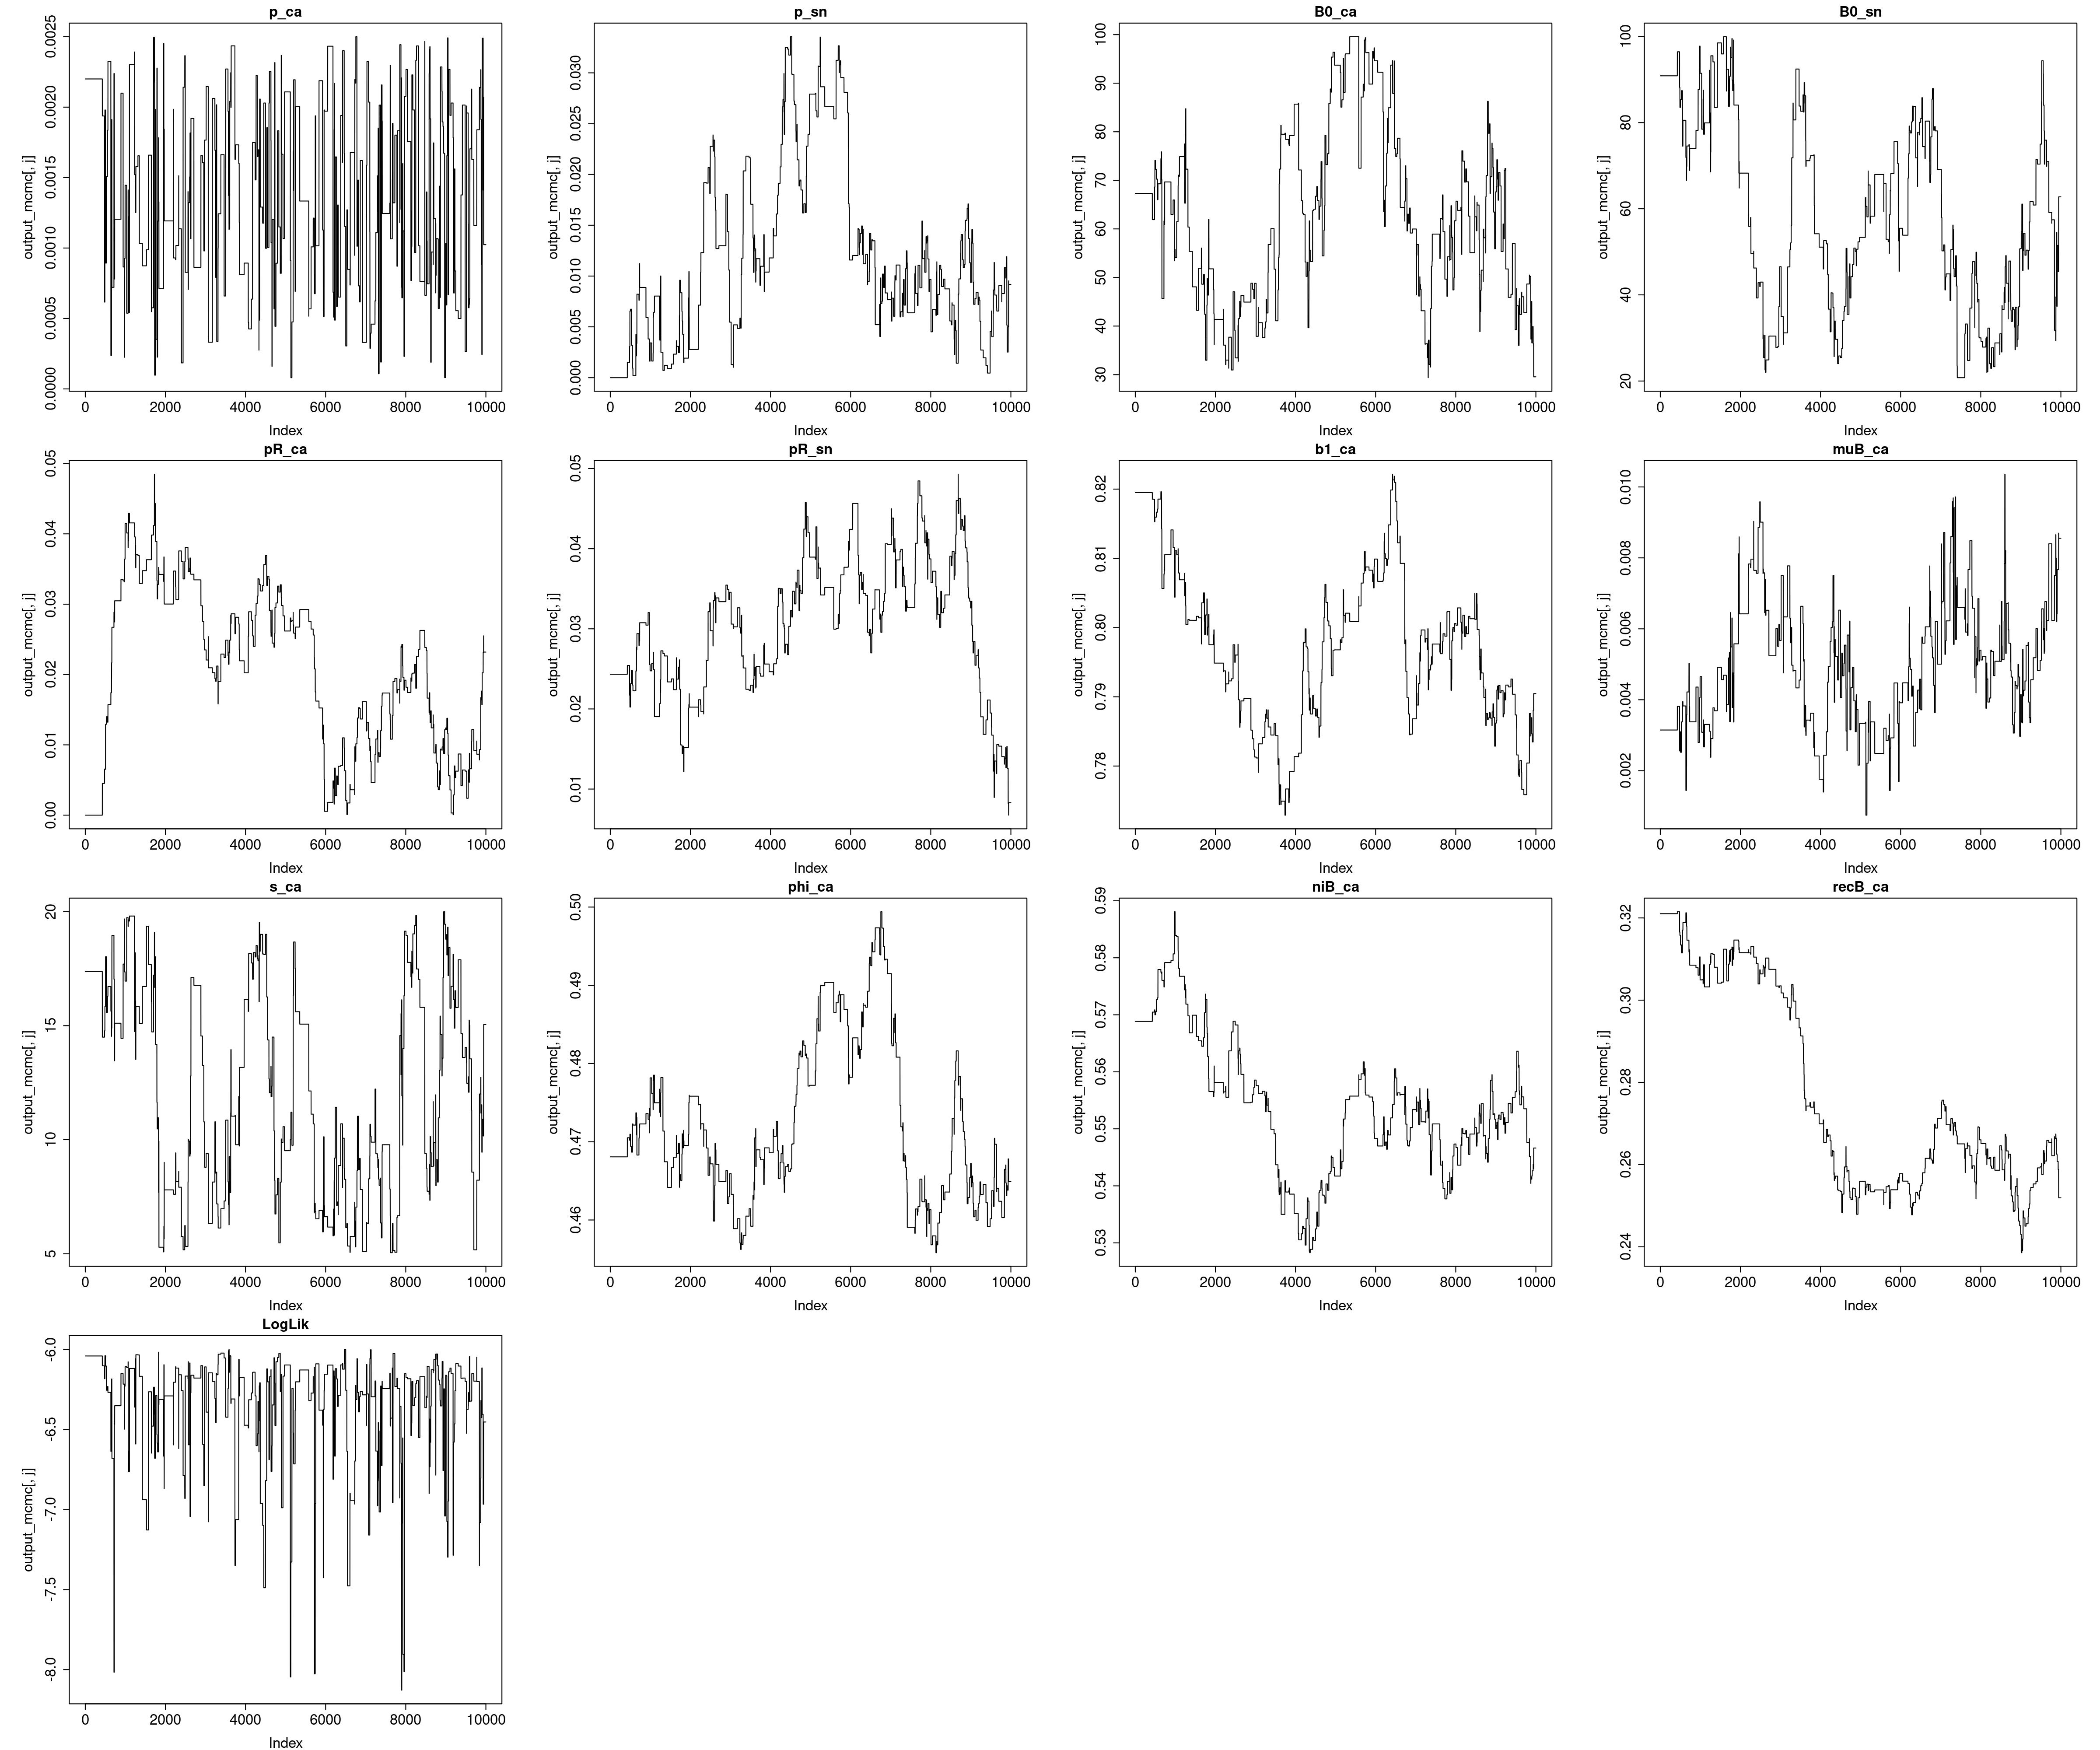 p_ca p_sn B0_ca B0_sn
output_mcmc[, j] output_mcmc[, j] output_mcmc[, j] output_mcmc[, j]
0.0000 0.0005 0.0010 0.0015 0.0020 0.0025
0.000 0.005 0.010 0.015 0.020 0.025 0.030
30 40 50 60 70 80 90 100
20 40 60 80 100
0 2000 4000 6000 8000 10000
0 2000 4000 6000 8000 10000
0 2000 4000 6000 8000 10000
0 2000 4000 6000 8000 10000
Index Index Index Index
pR_ca pR_sn b1_ca muB_ca
output_mcmc[, j] output_mcmc[, j] output_mcmc[, j] output_mcmc[, j]
0.00 0.01 0.02 0.03 0.04 0.05
0.01 0.02 0.03 0.04 0.05
0.78 0.79 0.80 0.81 0.82
0.002 0.004 0.006 0.008 0.010
0 2000 4000 6000 8000 10000
0 2000 4000 6000 8000 10000
0 2000 4000 6000 8000 10000
0 2000 4000 6000 8000 10000
Index Index Index Index
s_ca phi_ca niB_ca recB_ca
output_mcmc[, j] output_mcmc[, j] output_mcmc[, j] output_mcmc[, j]
5 10 15 20
0.46 0.47 0.48 0.49 0.50
0.53 0.54 0.55 0.56 0.57 0.58 0.59
0.24 0.26 0.28 0.30 0.32
0 2000 4000 6000 8000 10000
0 2000 4000 6000 8000 10000
0 2000 4000 6000 8000 10000
0 2000 4000 6000 8000 10000
Index Index Index Index
LogLik
output_mcmc[, j]
-8.0 -7.5 -7.0 -6.5 -6.0
0 2000 4000 6000 8000 10000
Index